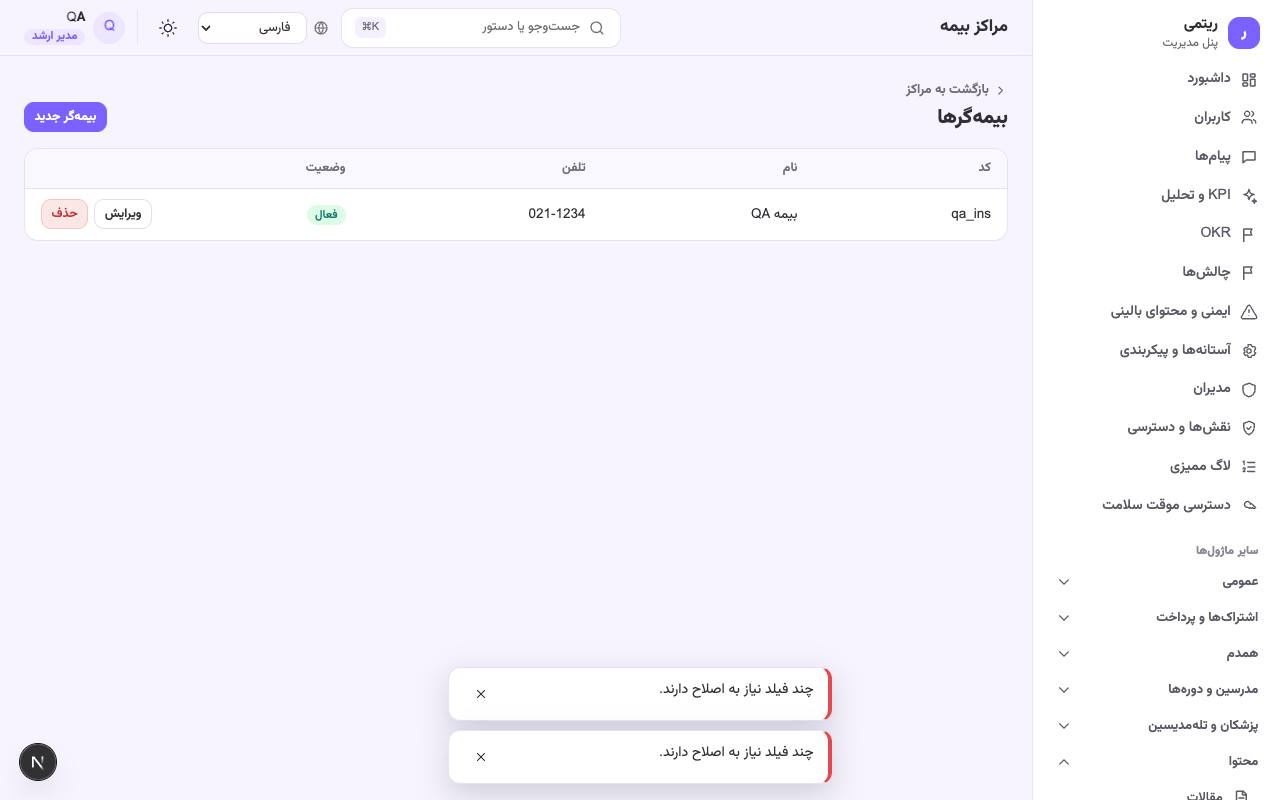 ر
ریتمی
پنل مدیریت
داشبورد
کاربران
پیام‌ها
KPI و تحلیل
OKR
چالش‌ها
ایمنی و محتوای بالینی
آستانه‌ها و پیکربندی
مدیران
نقش‌ها و دسترسی
لاگ ممیزی
دسترسی موقت سلامت
سایر ماژول‌ها
عمومی
اشتراک‌ها و پرداخت
همدم
مدرسین و دوره‌ها
پزشکان و تله‌مدیسین
محتوا
مقالات
مراکز بیمه
جست‌وجو یا دستور
⌘K
فارسی
Q
QA
مدیر ارشد
بازگشت به مراکز
بیمه‌گرها
بیمه‌گر جدید
کد نام تلفن وضعیت
qa_ins بیمه QA 021-1234 فعال ویرایش حذف
چند فیلد نیاز به اصلاح دارند.
چند فیلد نیاز به اصلاح دارند.
N